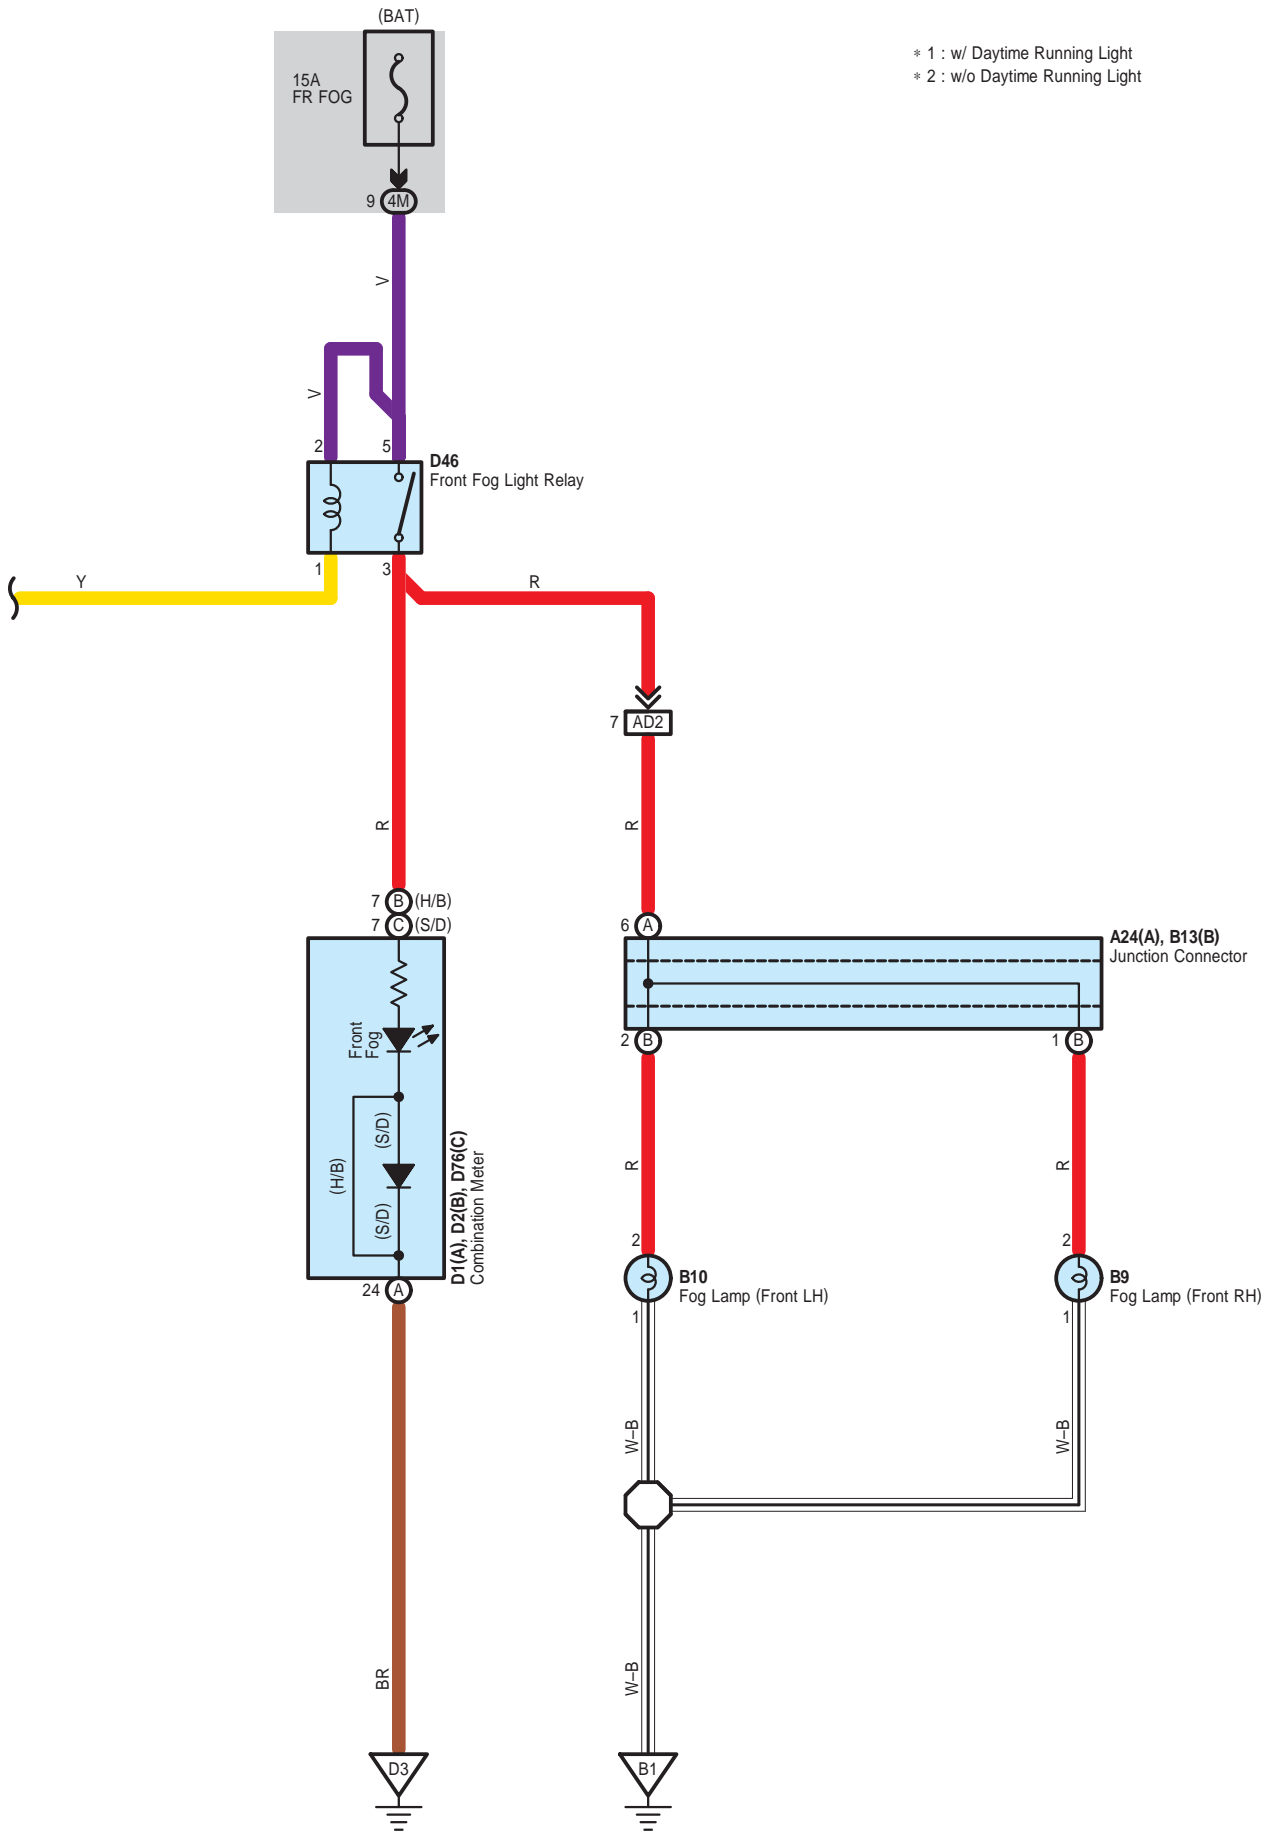 (BAT)
* 1 : w/ Daytime Running Light
* 2 : w/o Daytime Running Light
15A
FR FOG
9 4M
V
V
2 5
D46
Front Fog Light Relay
1 3
Y
R
7 AD2
R
R
7 B (H/B)
7 C (S/D)
6 A
A24(A), B13(B)
Junction Connector
Front
Fog
2 B
1 B
(S/D)
(H/B)
(S/D)
D1(A), D2(B), D76(C)
Combination Meter
R
R
2
2
24 A
B10
Fog Lamp (Front LH)
B9
Fog Lamp (Front RH)
1
1
W–B
W–B
BR
W–B
D3
B1